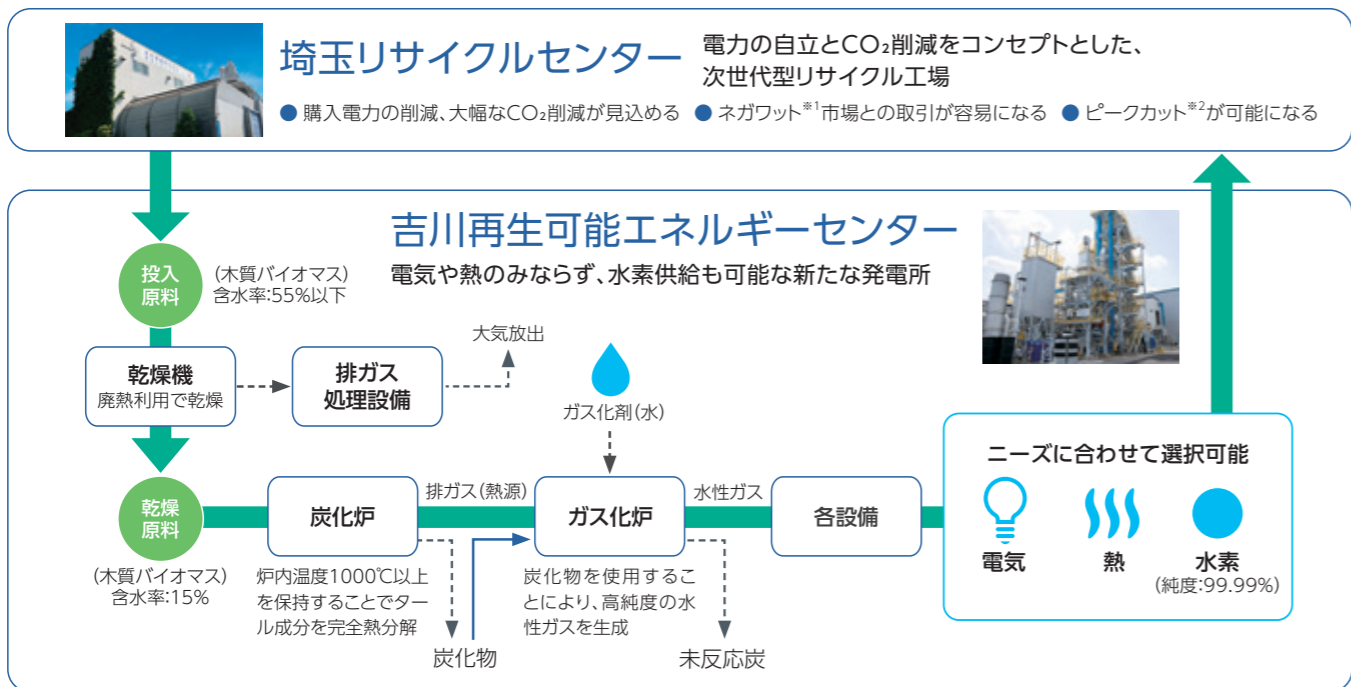 埼玉リサイクルセンター
電力の自立とCO₂削減をコンセプトとした、
次世代型リサイクル工場
● 購入電力の削減、大幅なCO₂削減が見込める ● ネガワット※1市場との取引が容易になる ● ピークカット※2が可能になる
吉川再生可能エネルギーセンター
電気や熱のみならず、水素供給も可能な新たな発電所
投入
原料
(木質バイオマス)
含水率:55%以下
乾燥機
廃熱利用で乾燥
排ガス
処理設備
大気放出
ガス化剤(水)
乾燥
原料
(木質バイオマス)
含水率:15%
炭化炉
炉内温度1000℃以上
を保持することでター
ル成分を完全熱分解
排ガス(熱源)
炭化物
ガス化炉
炭化物を使用するこ
とにより、高純度の水
性ガスを生成
水性ガス
未反応炭
各設備
ニーズに合わせて選択可能
電気
熱
水素
(純度:99.99%)